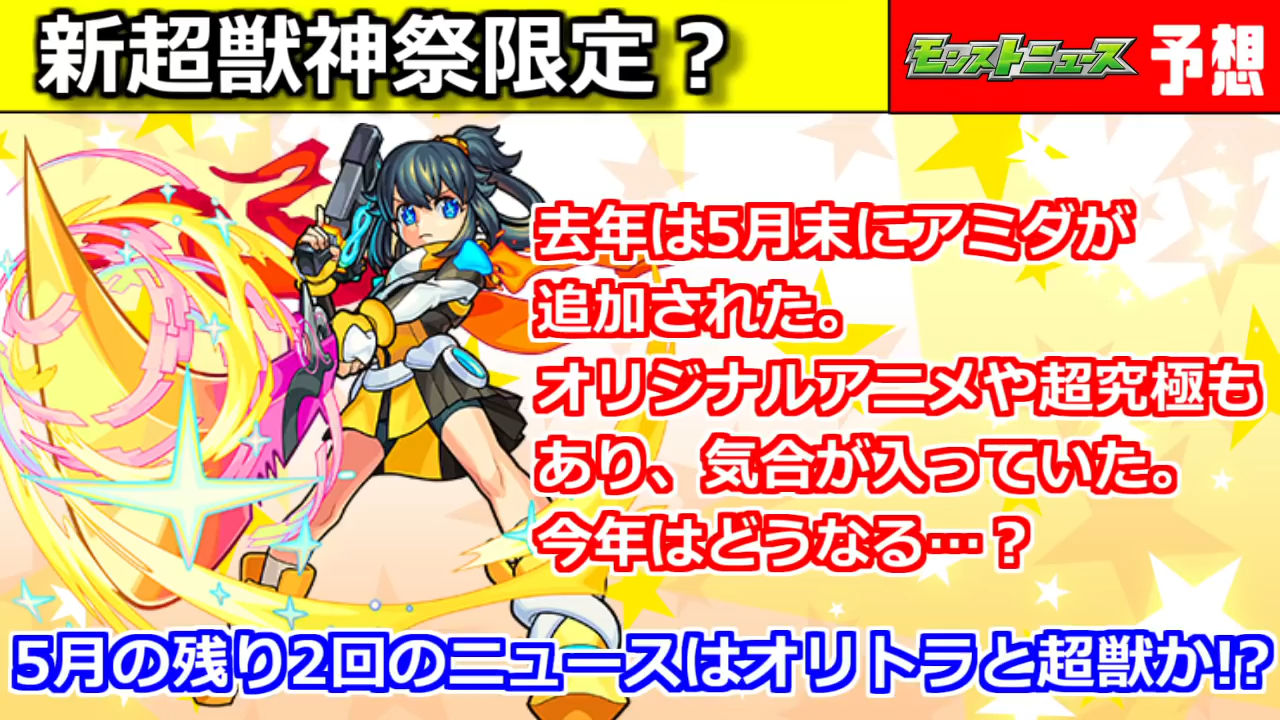 新超獣神祭限定？
モンストニュース 予想
去年は5月末にアミダが
追加された。
オリジナルアニメや超究極も
あり、気合が入っていた。
今年はどうなる…？
5月の残り2回のニュースはオリトラと超獣か!?